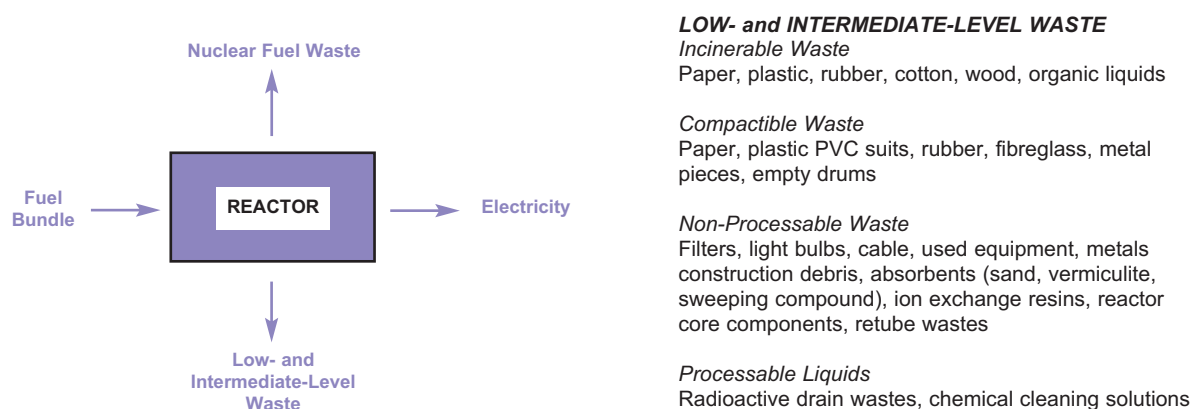 Nuclear Fuel Waste
Fuel
Bundle
REACTOR
Electricity
Low- and
Intermediate-Level
Waste
LOW- and INTERMEDIATE-LEVEL WASTE
Incinerable Waste
Paper, plastic, rubber, cotton, wood, organic liquids
Compactible Waste
Paper, plastic PVC suits, rubber, fibreglass, metal
pieces, empty drums
Non-Processable Waste
Filters, light bulbs, cable, used equipment, metals
construction debris, absorbents (sand, vermiculite,
sweeping compound), ion exchange resins, reactor
core components, retube wastes
Processable Liquids
Radioactive drain wastes, chemical cleaning solutions